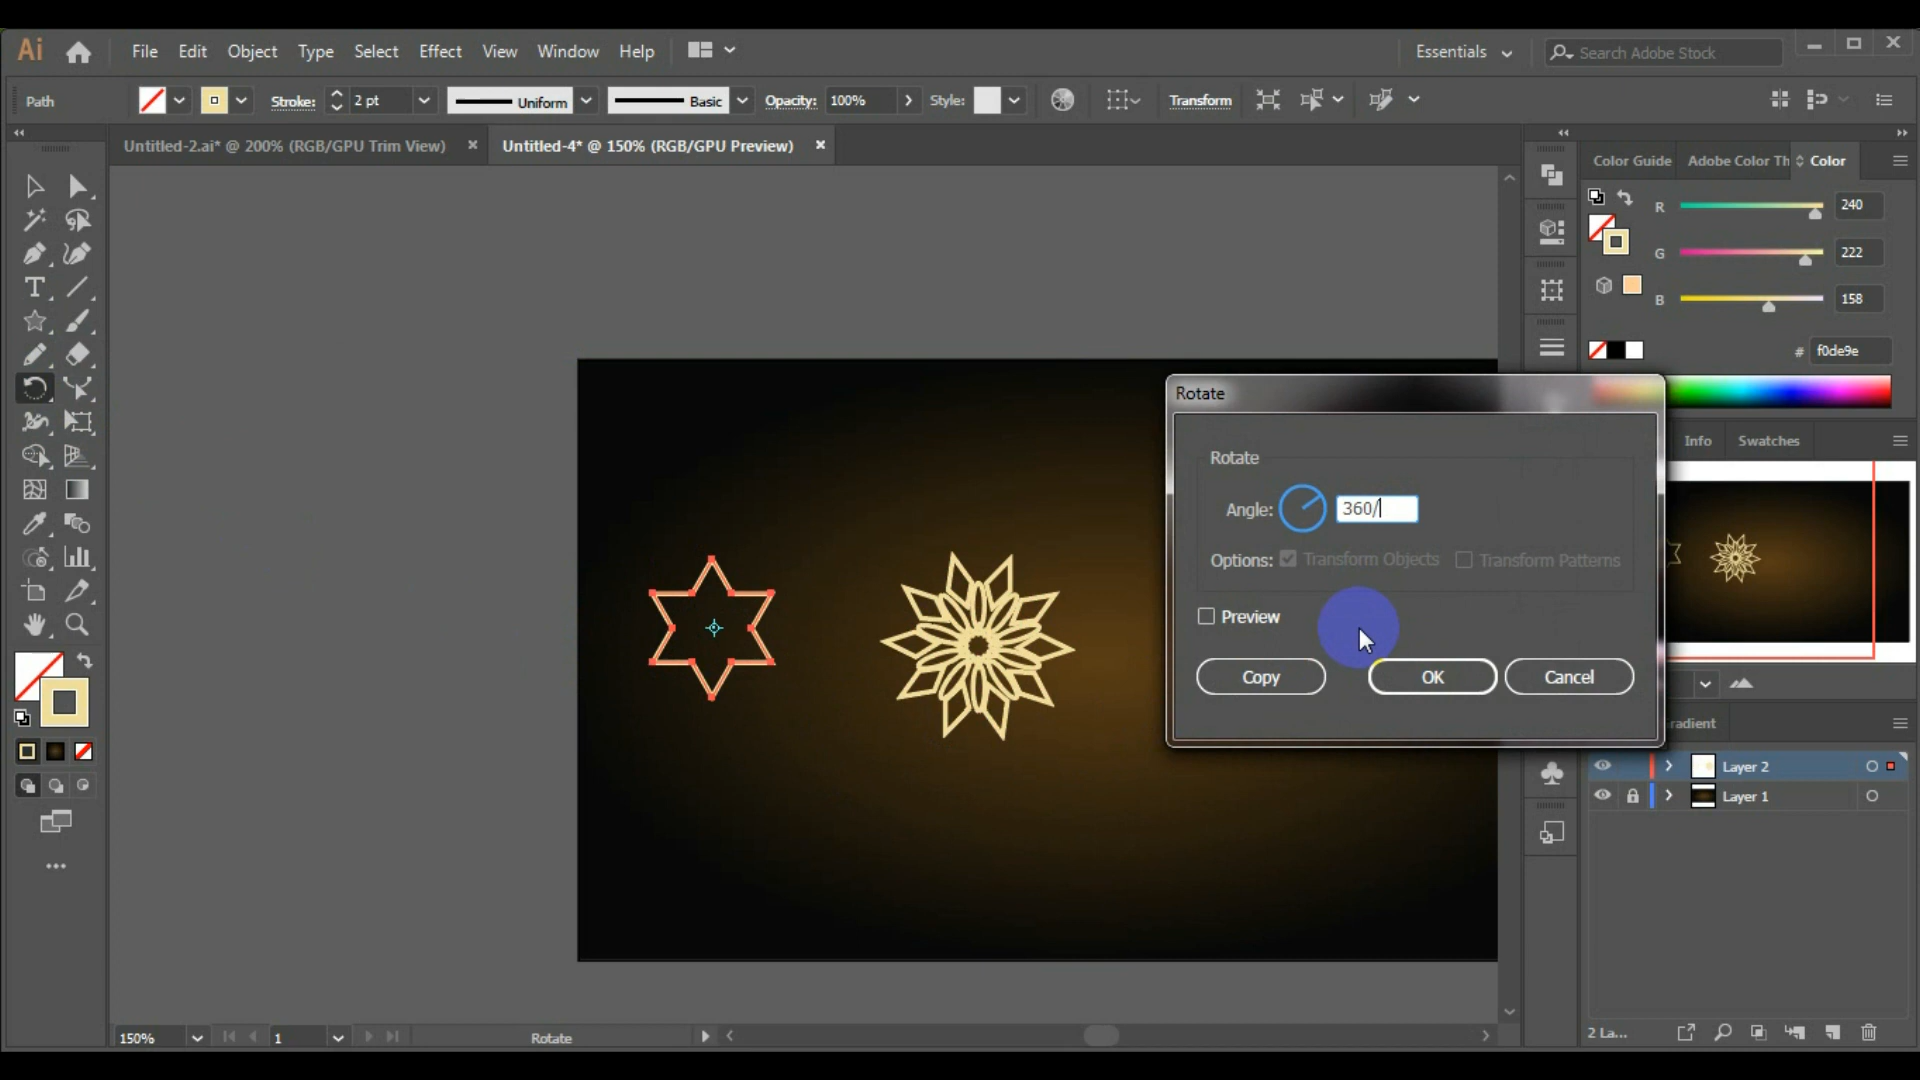 Ai File Edit Object Type Select Effect View Window Help Essentials Search Adobe Stock
Path Stroke: 2 pt Uniform Basic Opacity: 100% Style: Transform
Untitled-2.ai* @ 200% (RGB/GPU Trim View) × Untitled-4* @ 150% (RGB/GPU Preview) ×
Color Guide Adobe Color Th Color
R 240
G 222
B 158
# f0de9e
Rotate
Info Swatches
Rotate
Angle: 360/
Options: Transform Objects Transform Patterns
Preview
Copy OK Cancel
radient
Layer 2
Layer 1
150% 1 Rotate 2 La...